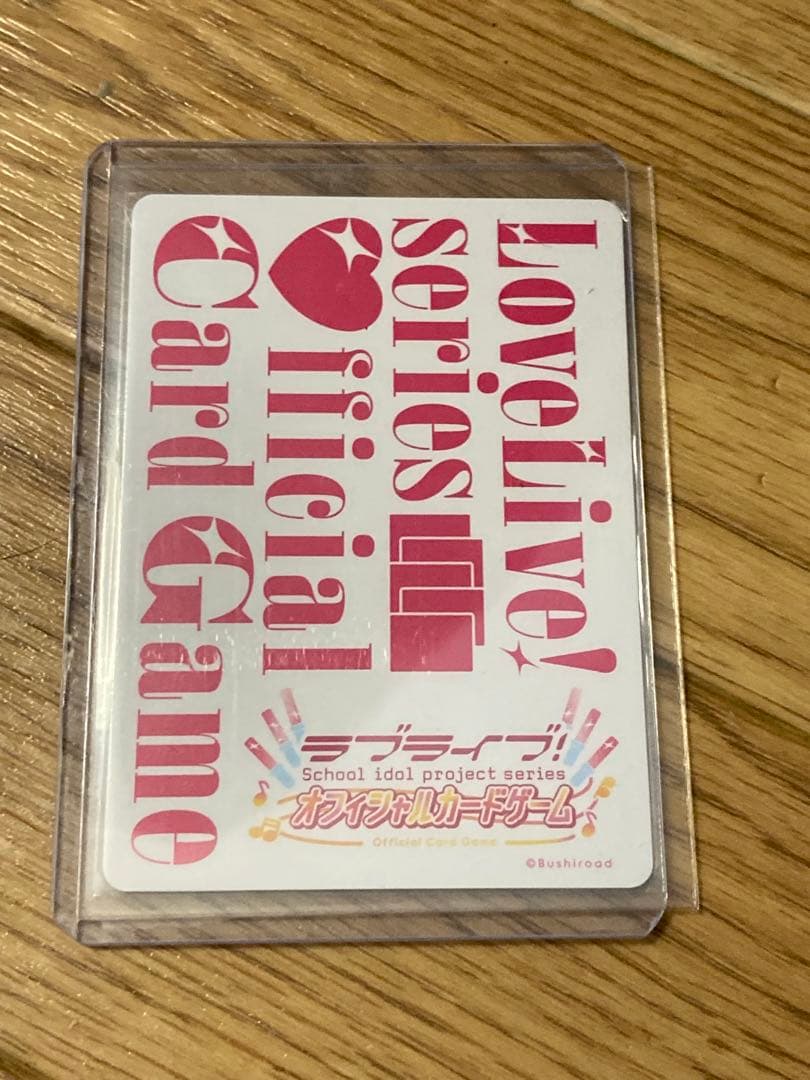 LoveLive!
series
♥fficial
Card Game
ラブライブ!
School idol project series
オフィシャルカードゲーム
Official Card Game
©Bushiroad